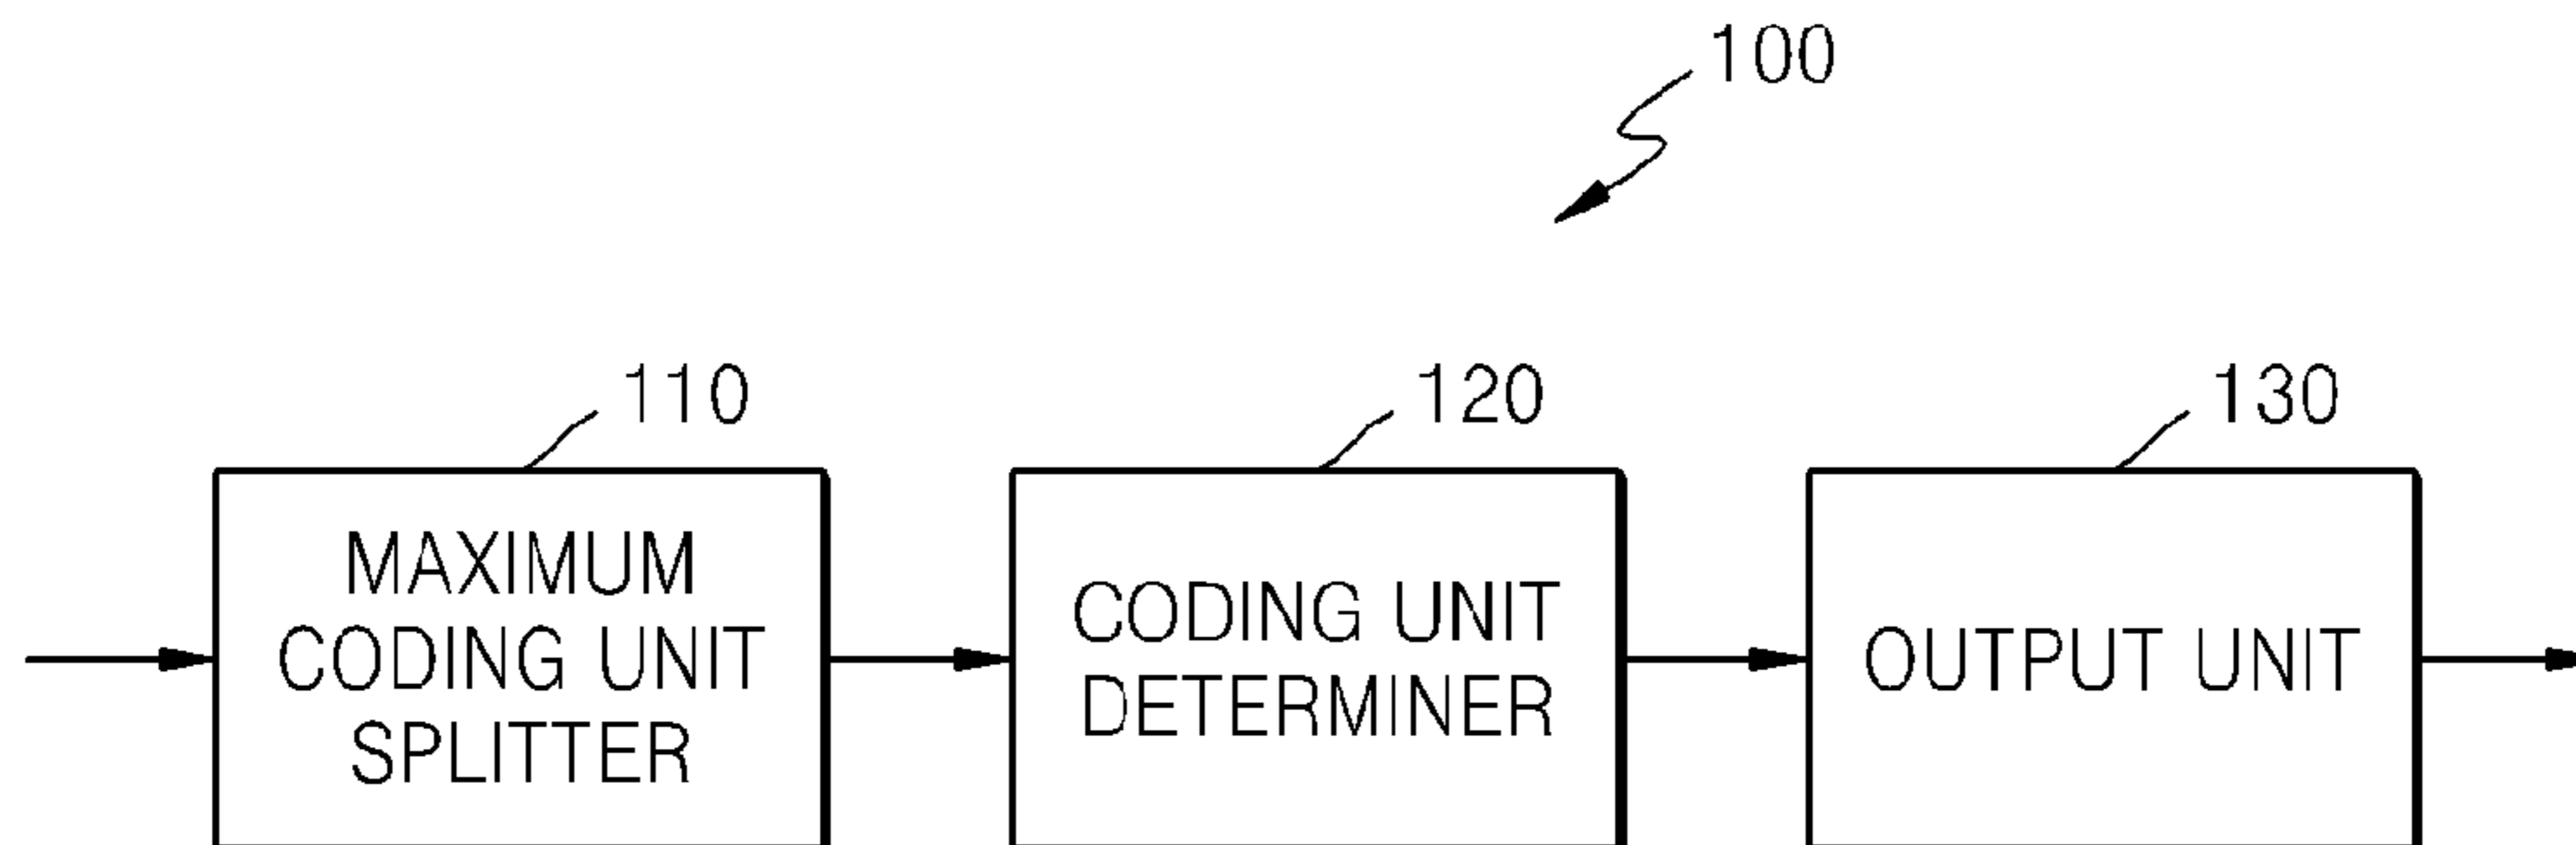 100
110
120
130
MAXIMUM
CODING UNIT
SPLITTER
CODING UNIT
DETERMINER
OUTPUT UNIT